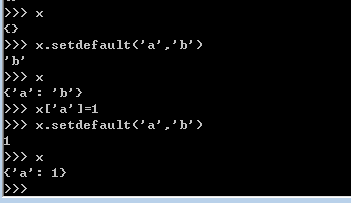 >>> x
{}
>>> x.setdefault('a','b')
'b'
>>> x
{'a': 'b'}
>>> x['a']=1
>>> x.setdefault('a','b')
1
>>> x
{'a': 1}
>>>